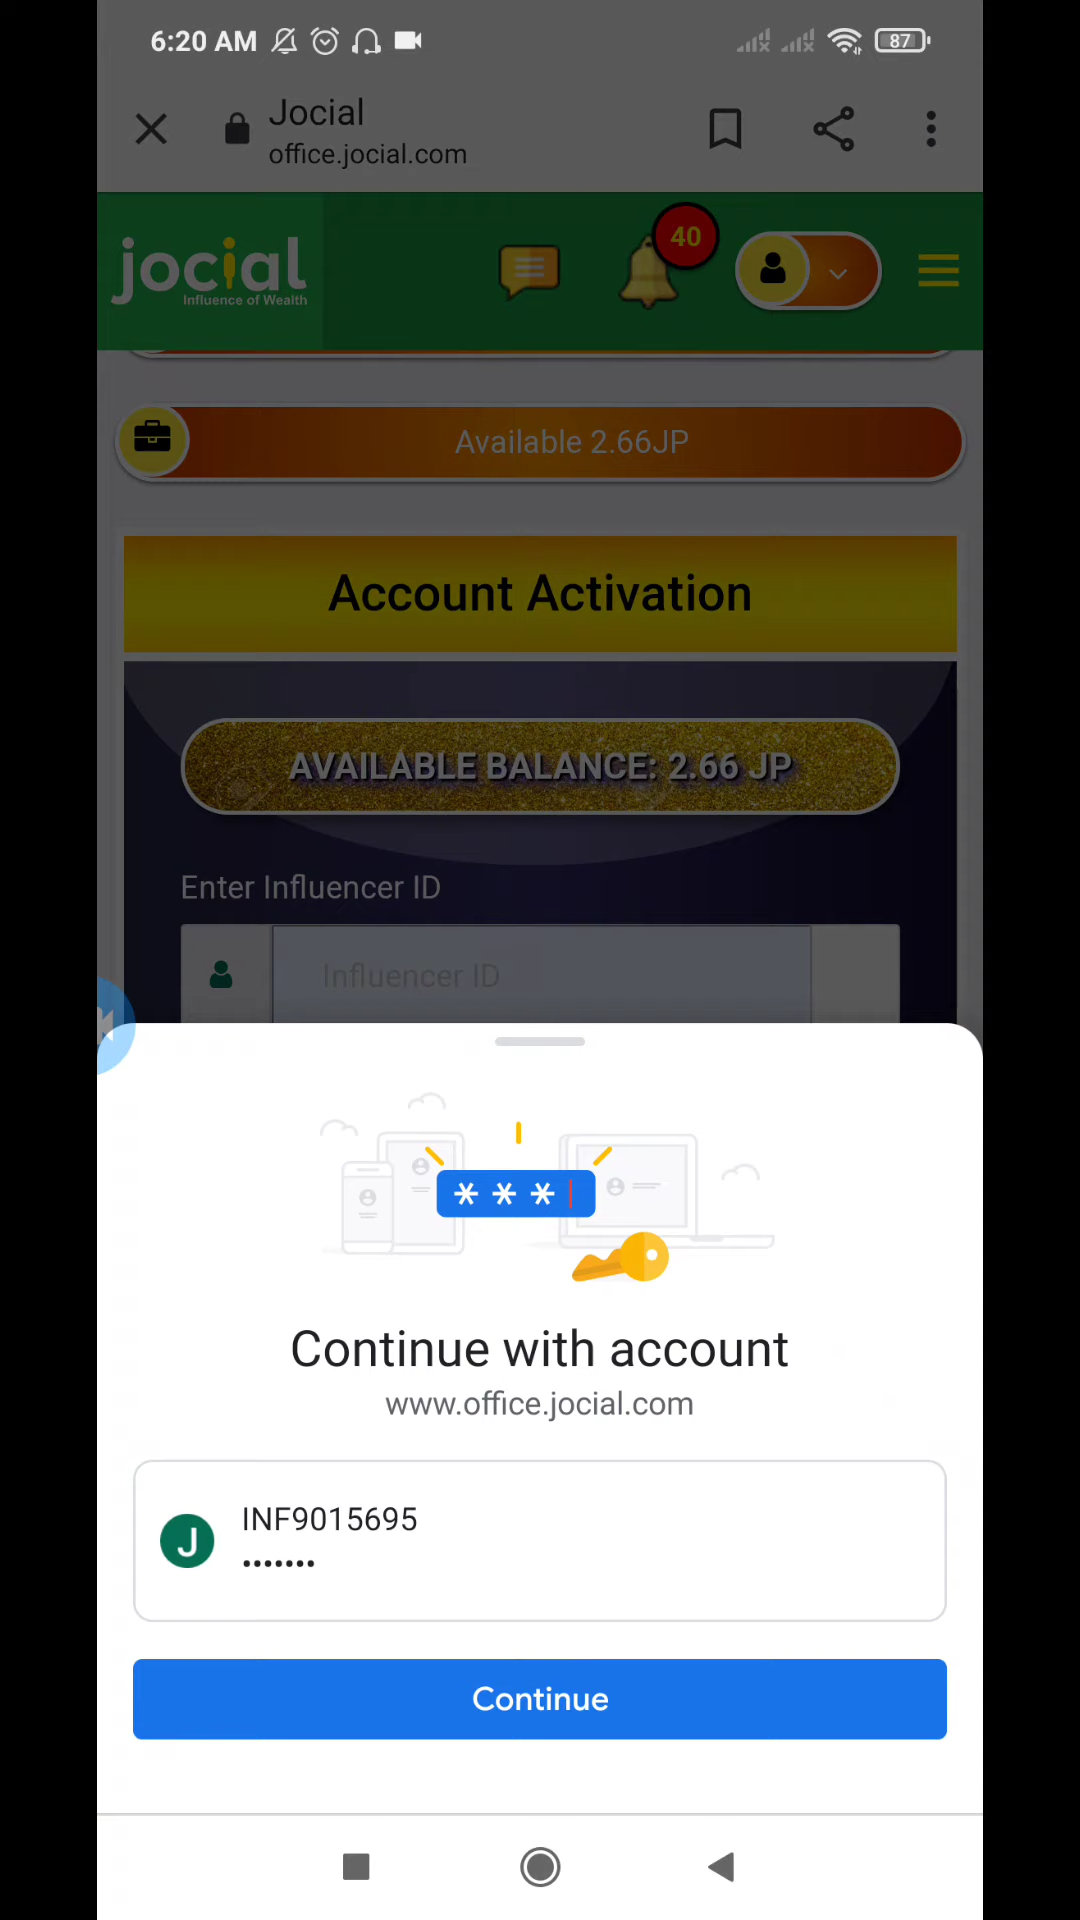 6:20 AM
87
Jocial
office.jocial.com
jocial
Influence of Wealth
40
Available 2.66JP
Account Activation
AVAILABLE BALANCE: 2.66 JP
Enter Influencer ID
Influencer ID
***
Continue with account
www.office.jocial.com
J
INF9015695
•••••••
Continue